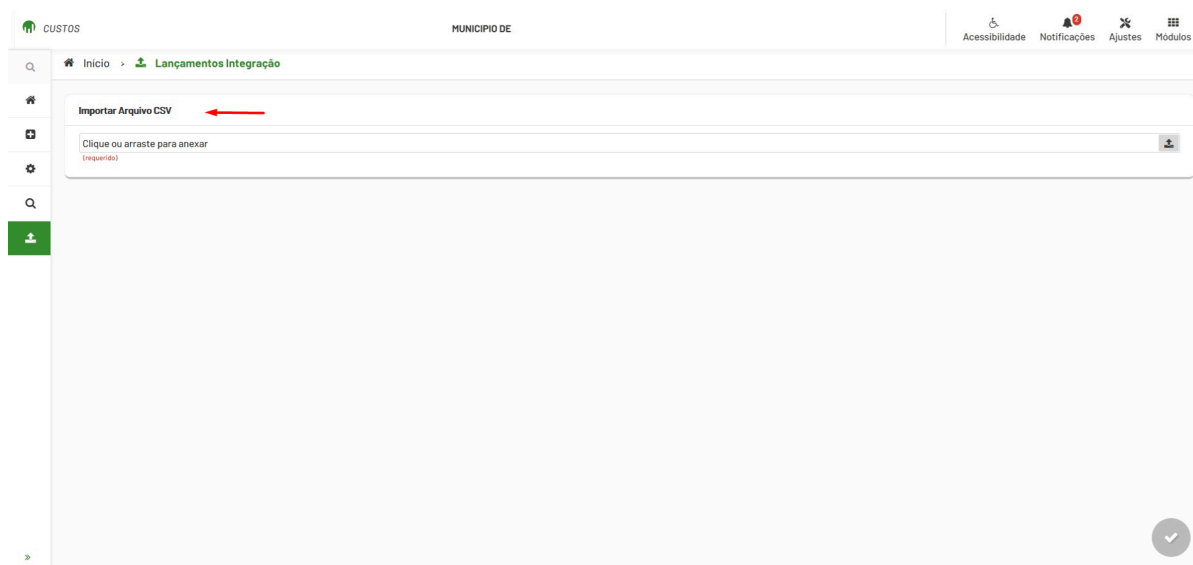 CUSTOS
MUNICIPIO DE
Acessibilidade
2
Notificações
Ajustes
Módulos
Início › Lançamentos Integração
Importar Arquivo CSV
Clique ou arraste para anexar
(requerido)